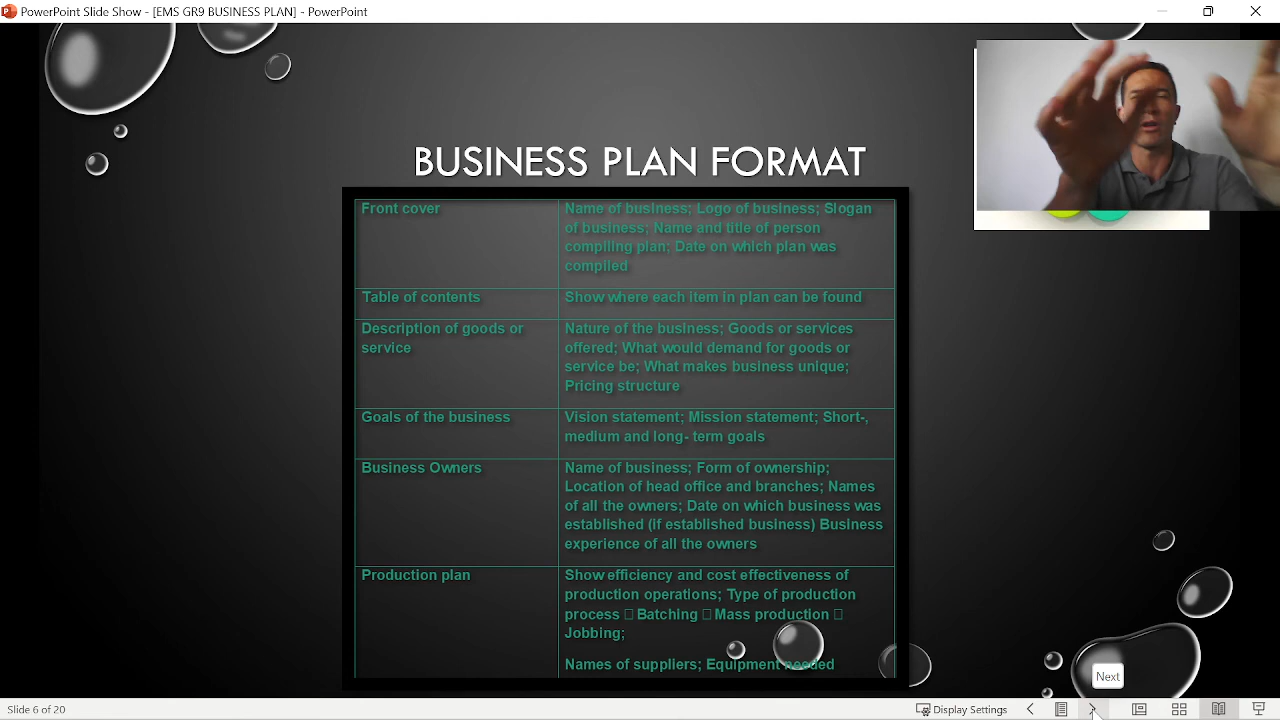 PowerPoint Slide Show - [EMS GR9 BUSINESS PLAN] - PowerPoint
BUSINESS PLAN FORMAT
Front cover
Name of business; Logo of business; Slogan
of business; Name and title of person
compiling plan; Date on which plan was
compiled
Table of contents
Show where each item in plan can be found
Description of goods or
service
Nature of the business; Goods or services
offered; What would demand for goods or
service be; What makes business unique;
Pricing structure
Goals of the business
Vision statement; Mission statement; Short-,
medium and long- term goals
Business Owners
Name of business; Form of ownership;
Location of head office and branches; Names
of all the owners; Date on which business was
established (if established business) Business
experience of all the owners
Production plan
Show efficiency and cost effectiveness of
production operations; Type of production
process □ Batching □ Mass production □
Jobbing;
Names of suppliers; Equipment needed
Next
Slide 6 of 20
Display Settings